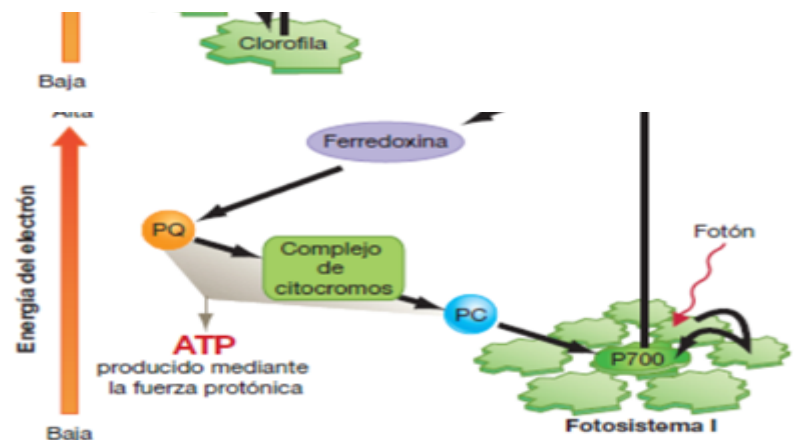 Clorofila
Baja
Alta
Ferredoxina
Energía del electrón
PQ
Complejo
de
citocromos
Fotón
PC
ATP
producido mediante
la fuerza protónica
P700
Fotosistema I
Baja